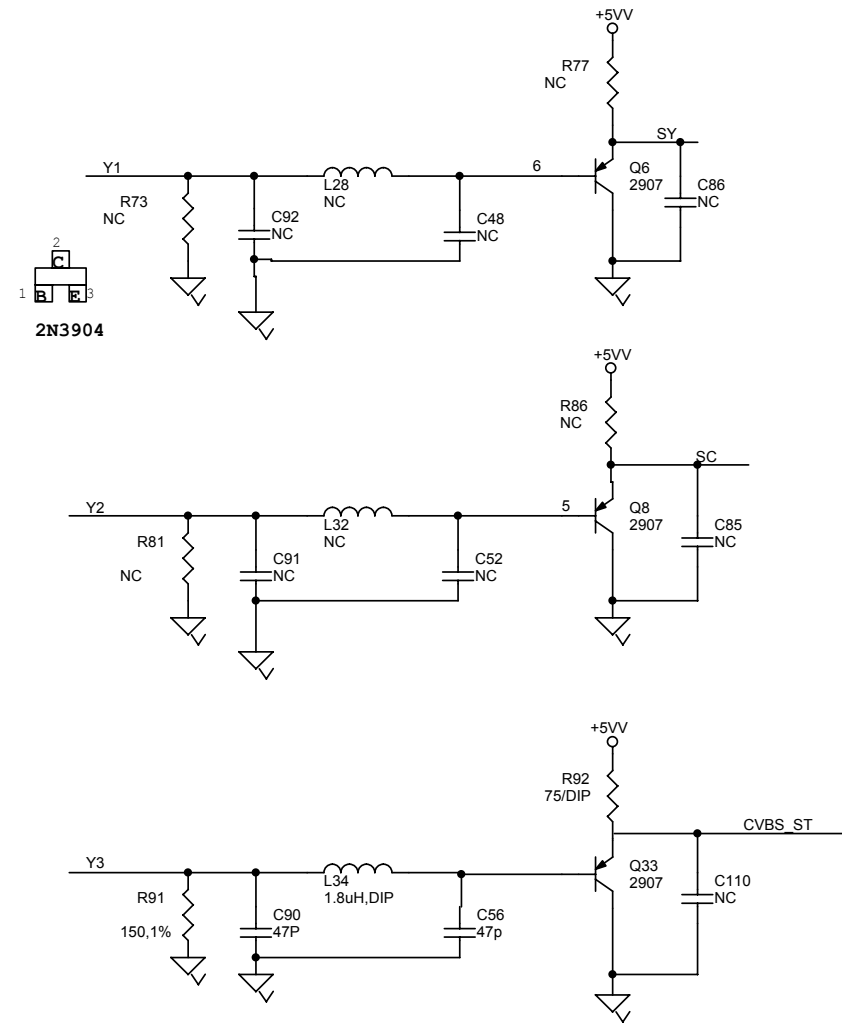 +5VV
R77
NC
SY
Y1
6
Q6
2907
C86
NC
R73
NC
L28
NC
C92
NC
C48
NC
2
C
1
B
E
3
2N3904
+5VV
R86
NC
SC
Y2
5
Q8
2907
C85
NC
R81
NC
L32
NC
C91
NC
C52
NC
+5VV
R92
75/DIP
CVBS_ST
Y3
Q33
2907
C110
NC
R91
150,1%
L34
1.8uH,DIP
C90
47P
C56
47p